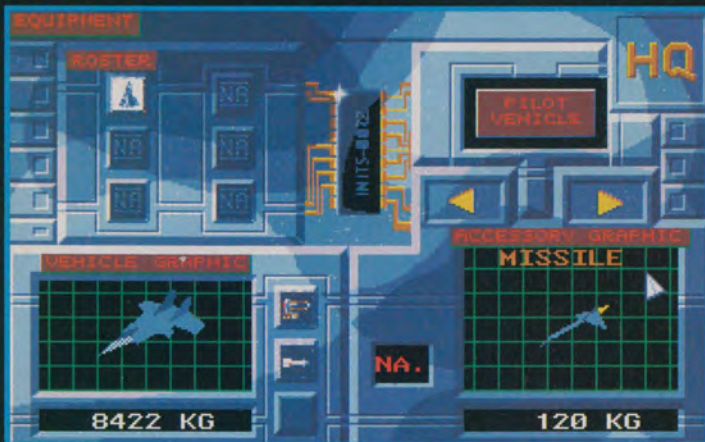 EQUIPMENT
ROSTER
HQ
NA
PILOT
VEHICLE
NA NA
NA NA
VEHICLE GRAPHIC
ACCESSORY GRAPHIC
MISSILE
NA.
8422 KG
120 KG